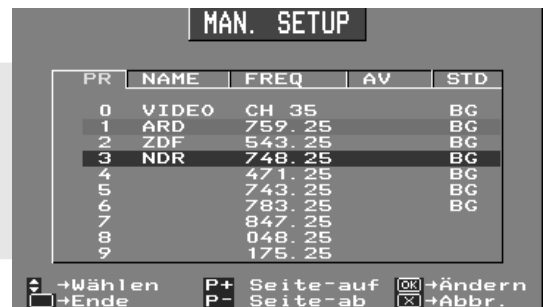 MAN. SETUP
PR NAME FREQ AV STD
0 VIDEO CH 35 BG
1 ARD 759.25 BG
2 ZDF 543.25 BG
3 NDR 748.25 BG
4 471.25 BG
5 743.25 BG
6 783.25 BG
7 847.25
8 048.25
9 175.25
→Wählen P+ Seite-auf OK→Ändern
→Ende P- Seite-ab X→Abbr.